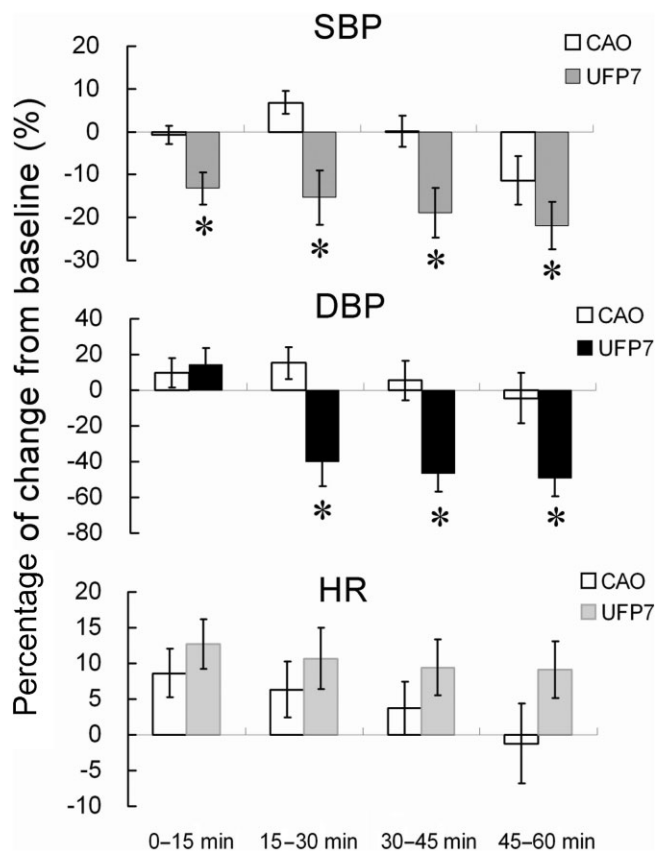 SBP
CAO
UFP7
20
10
0
-10
-20
-30
* * * *
DBP
CAO
UFP7
40
20
0
-20
-40
-60
-80
* * *
HR
CAO
UFP7
20
15
10
5
0
-5
-10
0–15 min 15–30 min 30–45 min 45–60 min
Percentage of change from baseline (%)